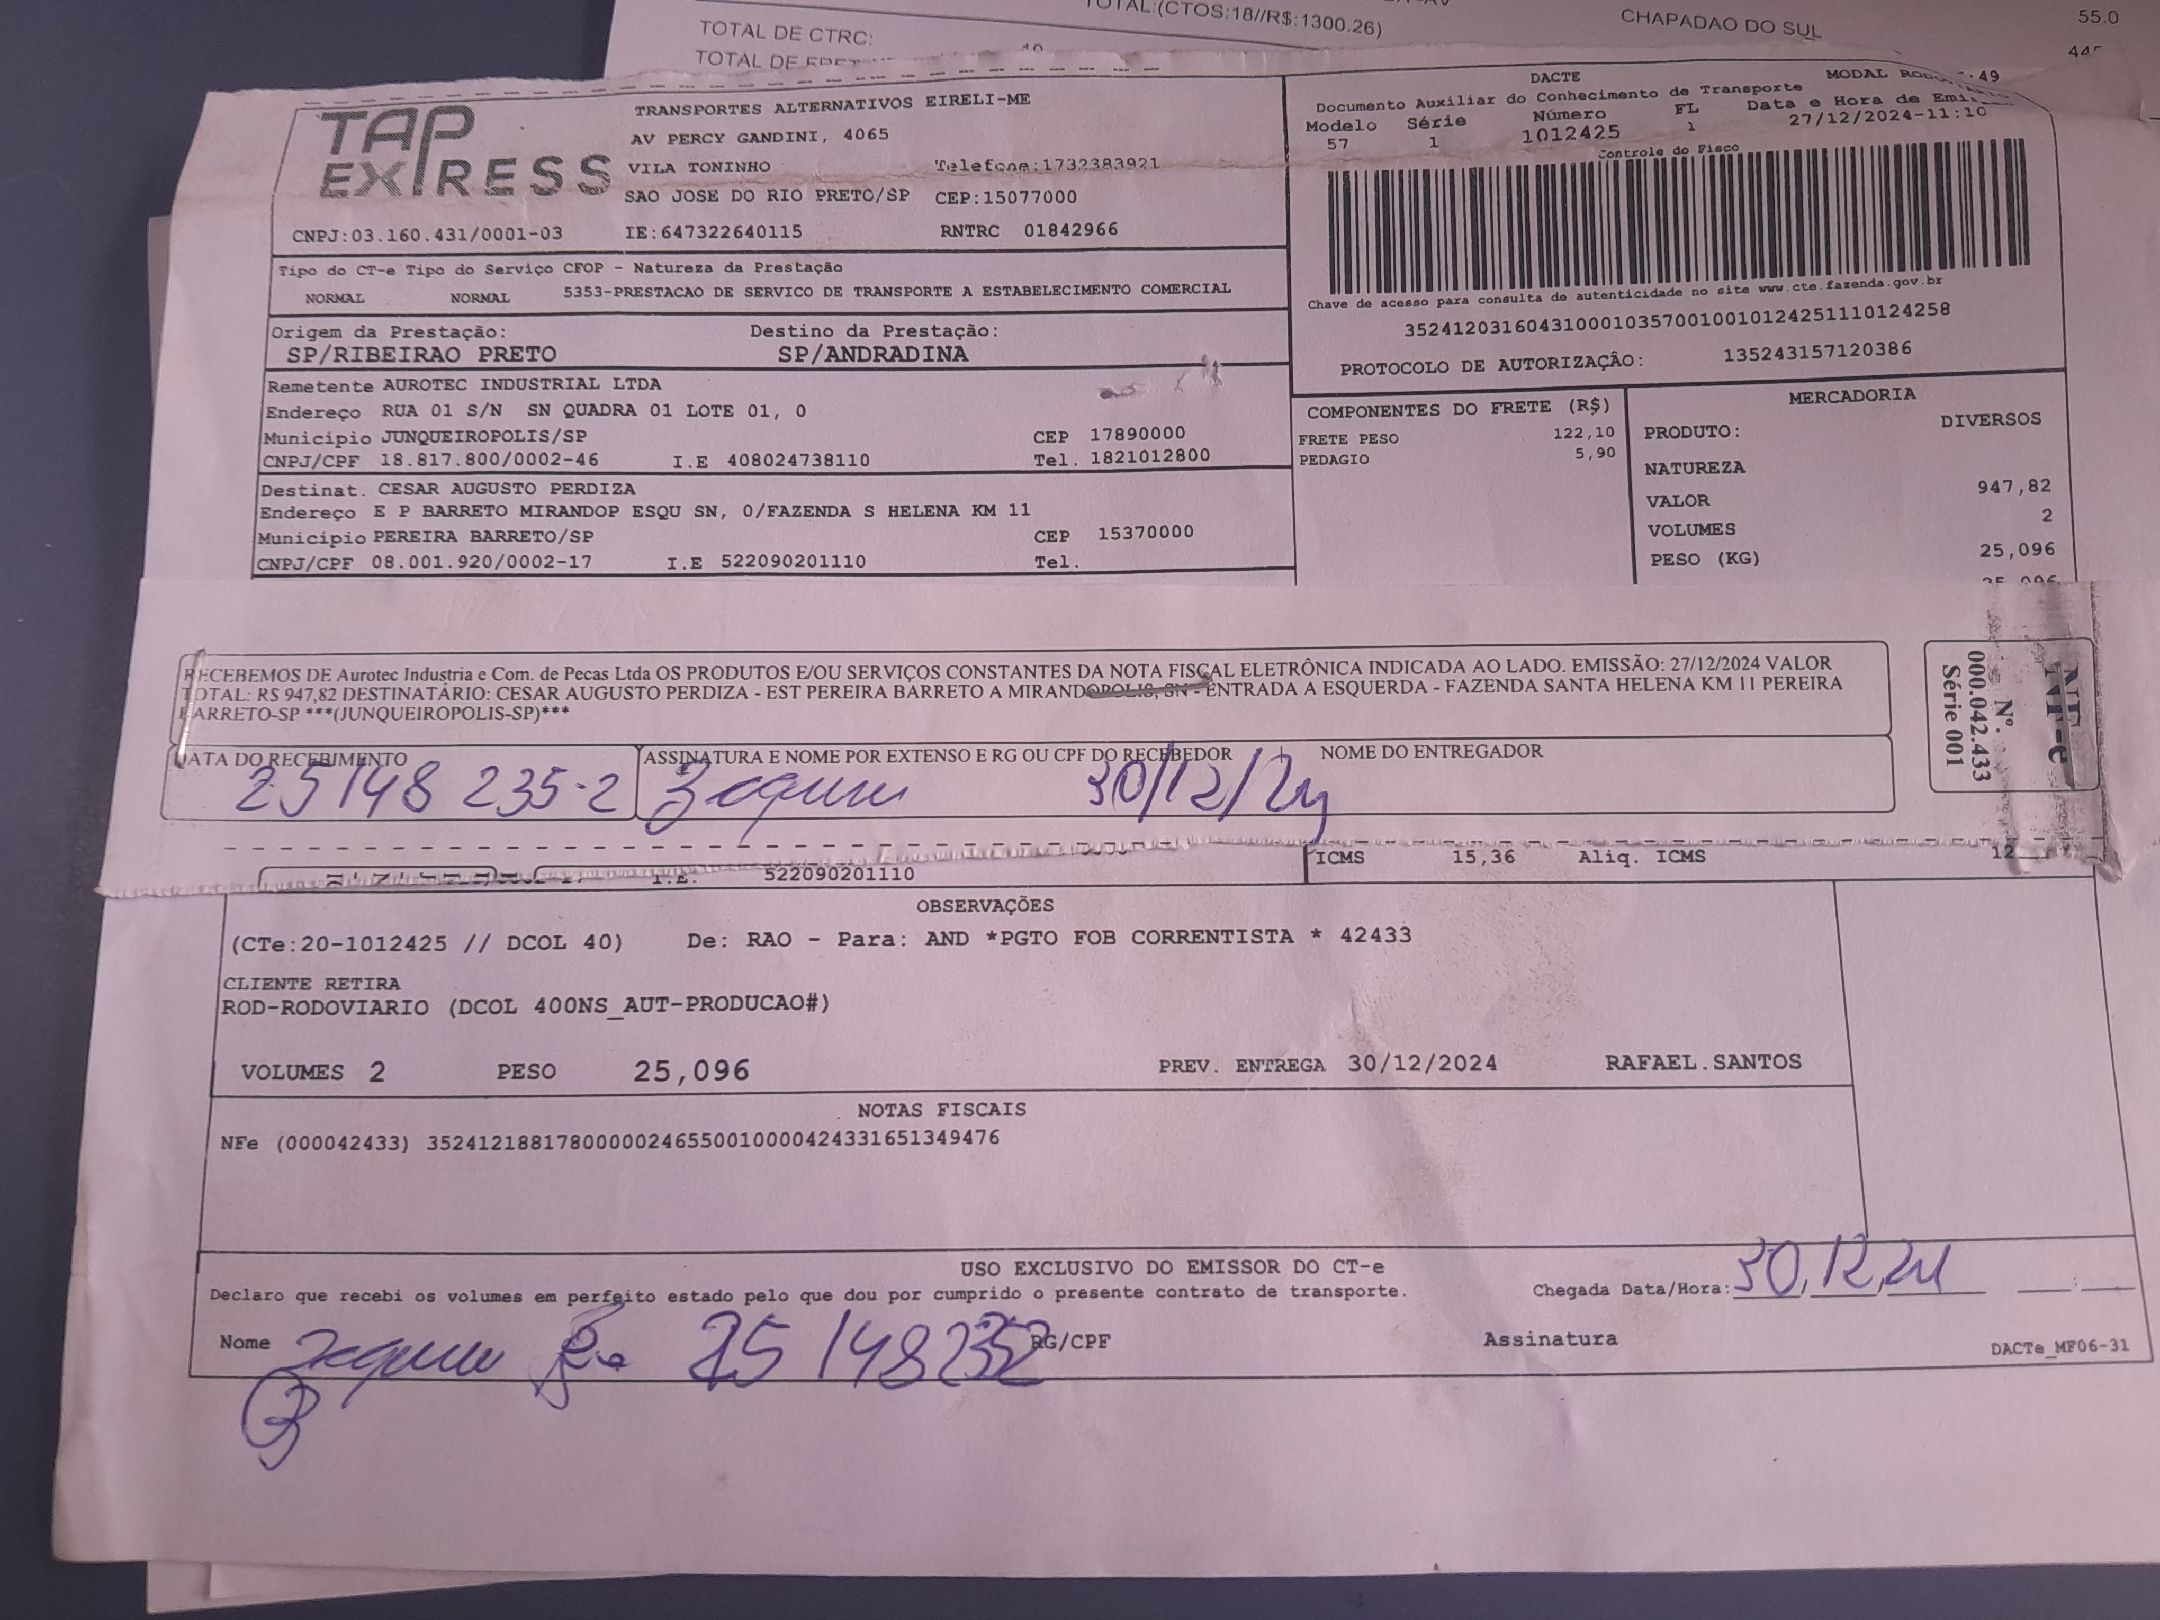 TOTAL:(CTOS:18//R$:1300.26)
CHAPADAO DO SUL 55.0
TOTAL DE CTRC:
TOTAL DE
TAP EXPRESS
TRANSPORTES ALTERNATIVOS EIRELI-ME
AV PERCY GANDINI, 4065
VILA TONINHO Telefone:1732383921
SAO JOSE DO RIO PRETO/SP CEP:15077000
CNPJ:03.160.431/0001-03 IE:647322640115 RNTRC 01842966
DACTE MODAL
Documento Auxiliar do Conhecimento de Transporte
Modelo Série Número FL Data e Hora de
57 1 1012425 1 27/12/2024-11:10
Controle do Fisco
Chave de acesso para consulta de autenticidade no site www.cte.fazenda.gov.br
35241203160431000103570010010124251110124258
PROTOCOLO DE AUTORIZAÇÂO: 135243157120386
Tipo do CT-e Tipo do Serviço CFOP - Natureza da Prestação
NORMAL NORMAL 5353-PRESTACAO DE SERVICO DE TRANSPORTE A ESTABELECIMENTO COMERCIAL
Origem da Prestação: Destino da Prestação:
SP/RIBEIRAO PRETO SP/ANDRADINA
Remetente AUROTEC INDUSTRIAL LTDA
Endereço RUA 01 S/N SN QUADRA 01 LOTE 01, 0
Município JUNQUEIROPOLIS/SP CEP 17890000
CNPJ/CPF 18.817.800/0002-46 I.E 408024738110 Tel. 1821012800
Destinat. CESAR AUGUSTO PERDIZA
Endereço E P BARRETO MIRANDOP ESQU SN, 0/FAZENDA S HELENA KM 11
Município PEREIRA BARRETO/SP CEP 15370000
CNPJ/CPF 08.001.920/0002-17 I.E 522090201110 Tel.
COMPONENTES DO FRETE (R$)
FRETE PESO 122,10
PEDAGIO 5,90
MERCADORIA
PRODUTO: DIVERSOS
NATUREZA
VALOR 947,82
VOLUMES 2
PESO (KG) 25,096
RECEBEMOS DE Aurotec Industria e Com. de Pecas Ltda OS PRODUTOS E/OU SERVIÇOS CONSTANTES DA NOTA FISCAL ELETRÔNICA INDICADA AO LADO. EMISSÃO: 27/12/2024 VALOR
TOTAL: R$ 947,82 DESTINATÁRIO: CESAR AUGUSTO PERDIZA - EST PEREIRA BARRETO A MIRANDOPOLIS, SN - ENTRADA A ESQUERDA - FAZENDA SANTA HELENA KM 11 PEREIRA
BARRETO-SP ***(JUNQUEIROPOLIS-SP)***
DATA DO RECEBIMENTO ASSINATURA E NOME POR EXTENSO E RG OU CPF DO RECEBEDOR NOME DO ENTREGADOR
25148 235-2 30/12/24
NF-e
Nº.
000.042.433
Série 001
ICMS 15,36 Aliq. ICMS 12
I.E. 522090201110
OBSERVAÇÕES
(CTe:20-1012425 // DCOL 40) De: RAO - Para: AND *PGTO FOB CORRENTISTA * 42433
CLIENTE RETIRA
ROD-RODOVIARIO (DCOL 400NS_AUT-PRODUCAO#)
VOLUMES 2 PESO 25,096 PREV. ENTREGA 30/12/2024 RAFAEL.SANTOS
NOTAS FISCAIS
NFe (000042433) 35241218817800000246550010000424331651349476
USO EXCLUSIVO DO EMISSOR DO CT-e
Declaro que recebi os volumes em perfeito estado pelo que dou por cumprido o presente contrato de transporte. Chegada Data/Hora: 30,12,24
Nome 251482352 RG/CPF Assinatura DACTe_MF06-31